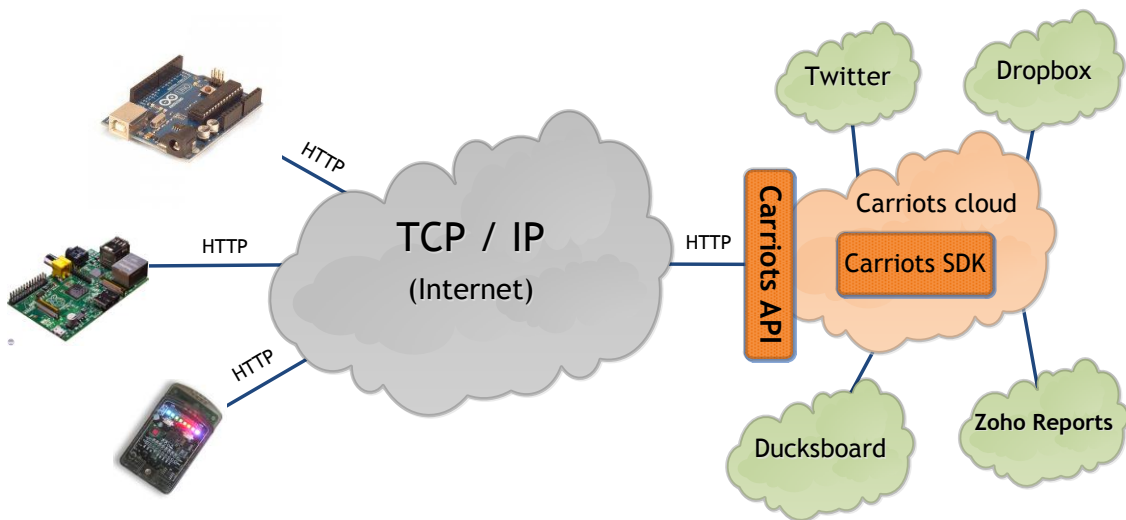 Twitter
Dropbox
HTTP
Carriots API
Carriots cloud
TCP / IP
HTTP
HTTP
Carriots SDK
(Internet)
HTTP
Zoho Reports
Ducksboard